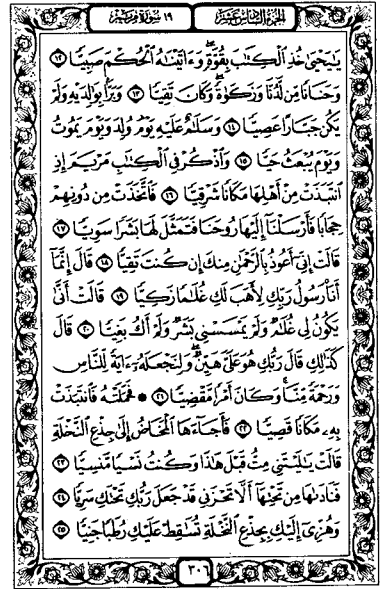 الجزء السادس عشر
١٩ سورة مريم
يَٰيَحْيَىٰ خُذِ ٱلْكِتَٰبَ بِقُوَّةٍۖ وَءَاتَيْنَٰهُ ٱلْحُكْمَ صَبِيًّا ١٢
وَحَنَانًا مِّن لَّدُنَّا وَزَكَوٰةًۖ وَكَانَ تَقِيًّا ١٣ وَبَرًّۢا بِوَٰلِدَيْهِ وَلَمْ
يَكُن جَبَّارًا عَصِيًّا ١٤ وَسَلَٰمٌ عَلَيْهِ يَوْمَ وُلِدَ وَيَوْمَ يَمُوتُ
وَيَوْمَ يُبْعَثُ حَيًّا ١٥ وَٱذْكُرْ فِى ٱلْكِتَٰبِ مَرْيَمَ إِذِ
ٱنتَبَذَتْ مِنْ أَهْلِهَا مَكَانًا شَرْقِيًّا ١٦ فَٱتَّخَذَتْ مِن دُونِهِمْ
حِجَابًا فَأَرْسَلْنَآ إِلَيْهَا رُوحَنَا فَتَمَثَّلَ لَهَا بَشَرًا سَوِيًّا ١٧
قَالَتْ إِنِّىٓ أَعُوذُ بِٱلرَّحْمَٰنِ مِنكَ إِن كُنتَ تَقِيًّا ١٨ قَالَ إِنَّمَآ
أَنَا۠ رَسُولُ رَبِّكِ لِأَهَبَ لَكِ غُلَٰمًا زَكِيًّا ١٩ قَالَتْ أَنَّىٰ
يَكُونُ لِى غُلَٰمٌ وَلَمْ يَمْسَسْنِى بَشَرٌ وَلَمْ أَكُ بَغِيًّا ٢٠ قَالَ
كَذَٰلِكِ قَالَ رَبُّكِ هُوَ عَلَىَّ هَيِّنٌۖ وَلِنَجْعَلَهُۥٓ ءَايَةً لِّلنَّاسِ
وَرَحْمَةً مِّنَّاۚ وَكَانَ أَمْرًا مَّقْضِيًّا ٢١ * فَحَمَلَتْهُ فَٱنتَبَذَتْ
بِهِۦ مَكَانًا قَصِيًّا ٢٢ فَأَجَآءَهَا ٱلْمَخَاضُ إِلَىٰ جِذْعِ ٱلنَّخْلَةِ
قَالَتْ يَٰلَيْتَنِى مِتُّ قَبْلَ هَٰذَا وَكُنتُ نَسْيًا مَّنسِيًّا ٢٣
فَنَادَىٰهَا مِن تَحْتِهَآ أَلَّا تَحْزَنِى قَدْ جَعَلَ رَبُّكِ تَحْتَكِ سَرِيًّا ٢٤
وَهُزِّىٓ إِلَيْكِ بِجِذْعِ ٱلنَّخْلَةِ تُسَٰقِطْ عَلَيْكِ رُطَبًا جَنِيًّا ٢٥
٣٠٦